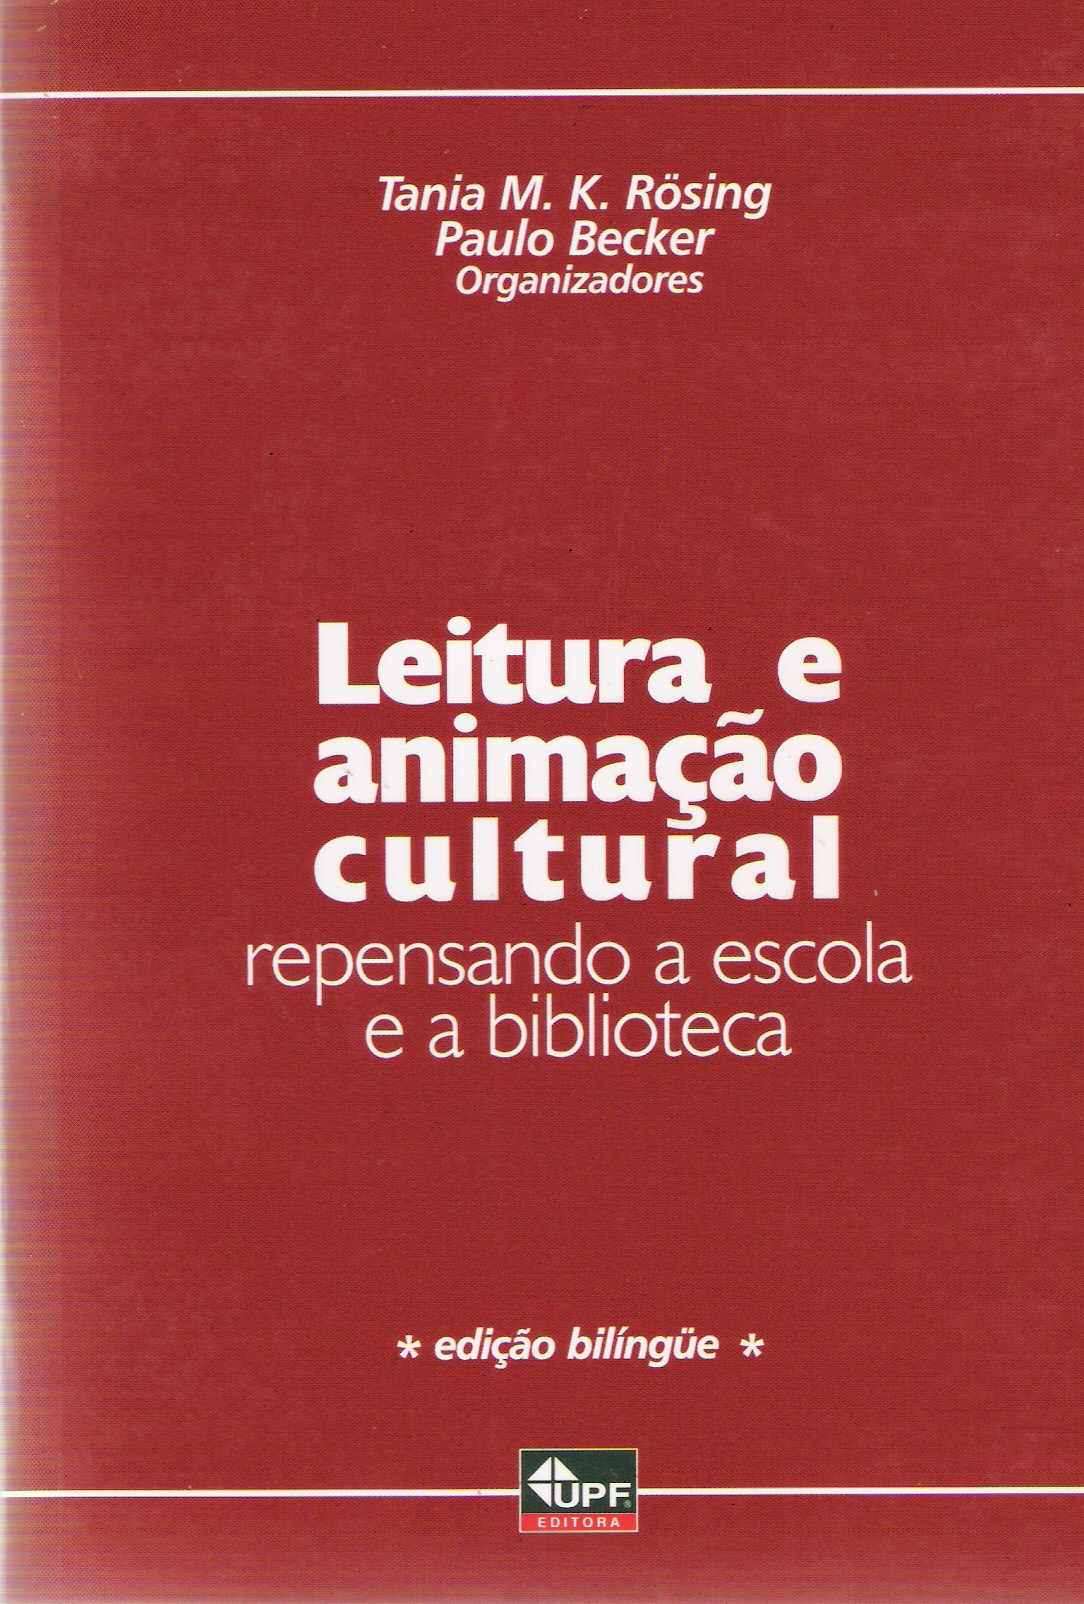 Tania M. K. Rösing
Paulo Becker
Organizadores
Leitura e
animação
cultural
repensando a escola
e a biblioteca
* edição bilíngüe *
UPF®
EDITORA